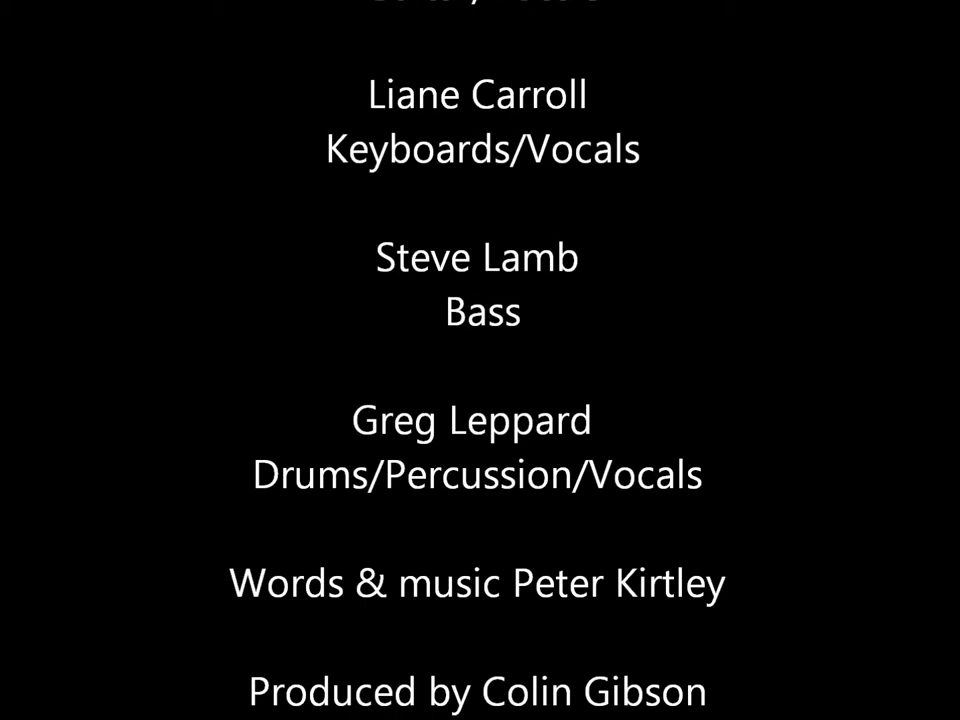 Liane Carroll
Keyboards/Vocals
Steve Lamb
Bass
Greg Leppard
Drums/Percussion/Vocals
Words & music Peter Kirtley
Produced by Colin Gibson